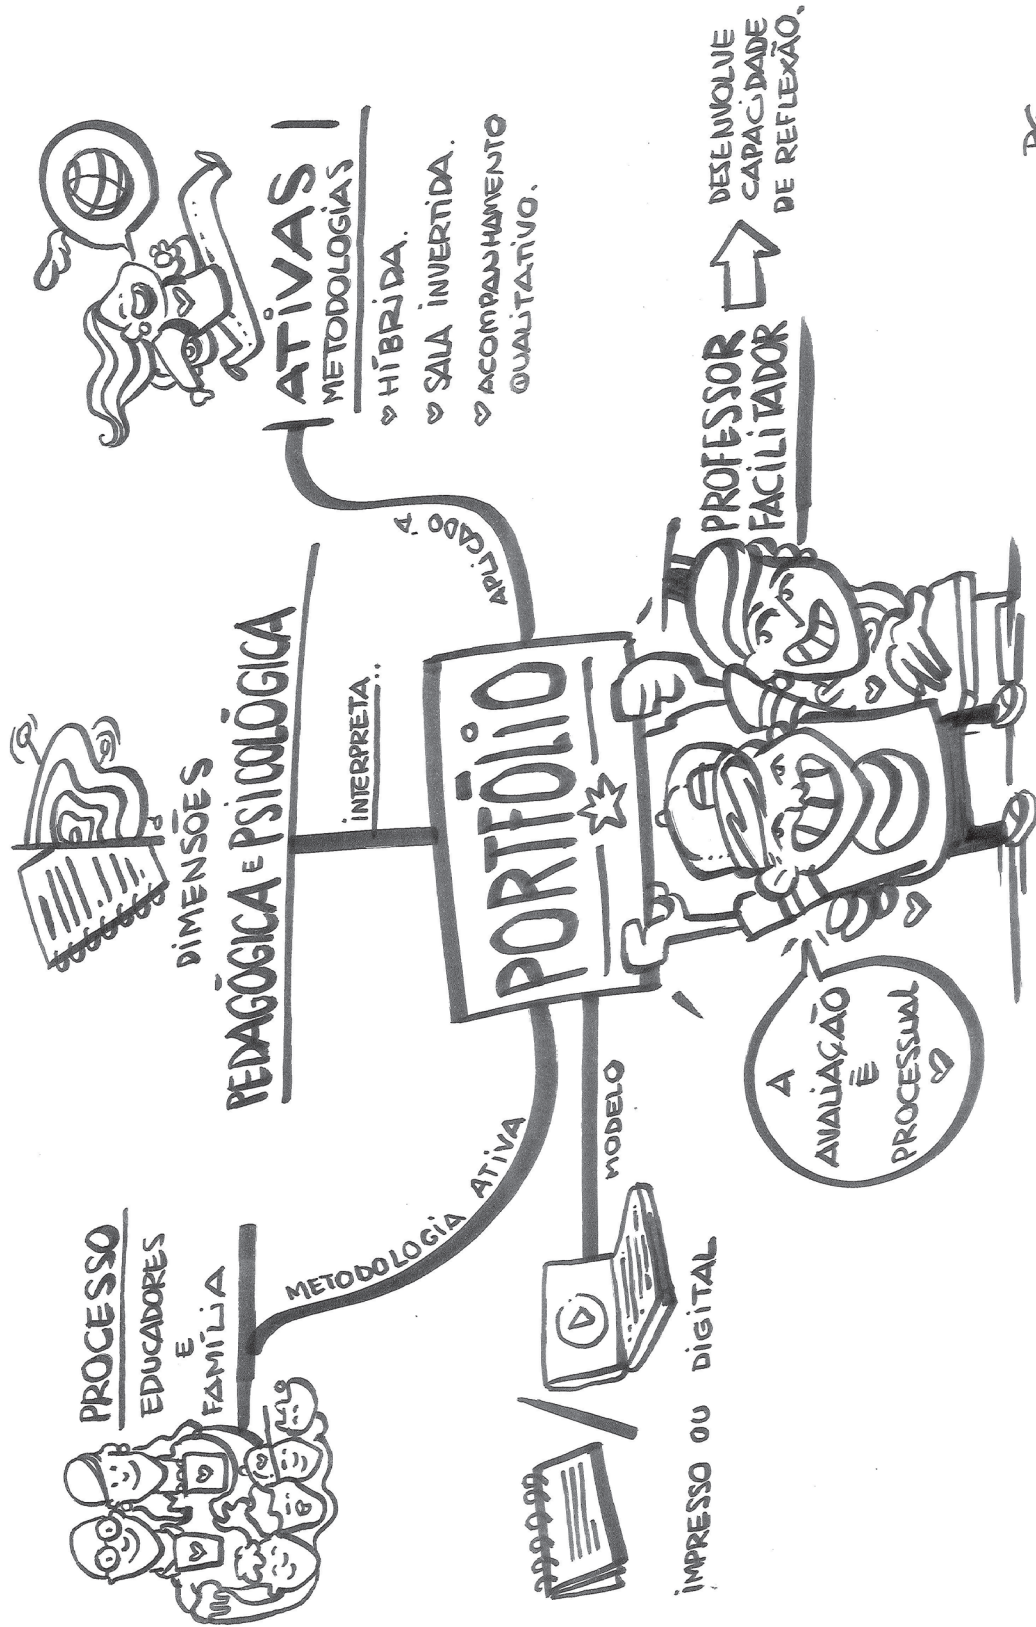 PROCESSO
EDUCADORES
E
FAMÍLIA
METODOLOGIA ATIVA
DIMENSÕES
PEDAGÓGICA E PSICOLÓGICA
INTERPRETA..
ATIVAS
METODOLOGIAS
HÍBRIDA.
SALA INVERTIDA.
ACOMPANHAMENTO
QUALITATIVO.
APLICADO A
PORTFÓLIO
MODELO
IMPRESSO OU DIGITAL
A
AVALIAÇÃO
É
PROCESSUAL
PROFESSOR
FACILITADOR
DESENVOLVE
CAPACIDADE
DE REFLEXÃO.